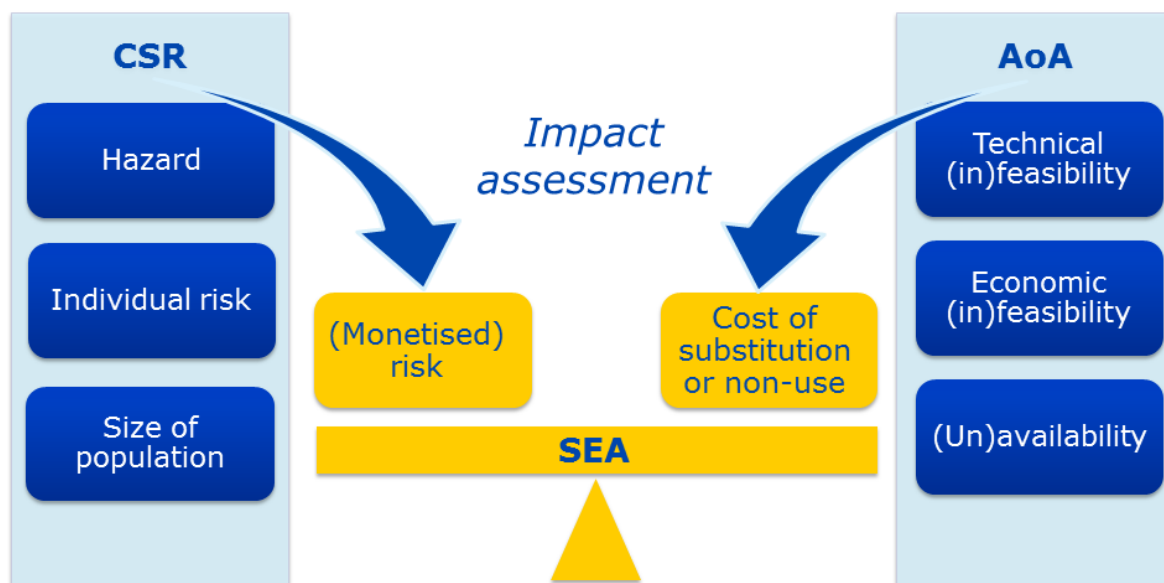 CSR
Hazard
Individual risk
Size of
population
Impact
assessment
(Monetised)
risk
Cost of
substitution
or non-use
SEA
AoA
Technical
(in)feasibility
Economic
(in)feasibility
(Un)availability